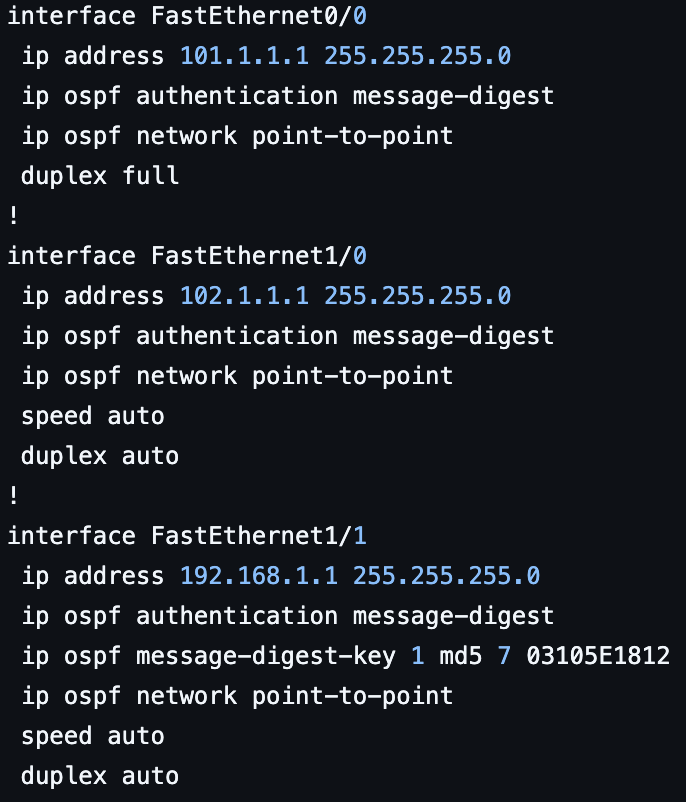 interface FastEthernet0/0
ip address 101.1.1.1 255.255.255.0
ip ospf authentication message-digest
ip ospf network point-to-point
duplex full
!
interface FastEthernet1/0
ip address 102.1.1.1 255.255.255.0
ip ospf authentication message-digest
ip ospf network point-to-point
speed auto
duplex auto
!
interface FastEthernet1/1
ip address 192.168.1.1 255.255.255.0
ip ospf authentication message-digest
ip ospf message-digest-key 1 md5 7 03105E1812
ip ospf network point-to-point
speed auto
duplex auto